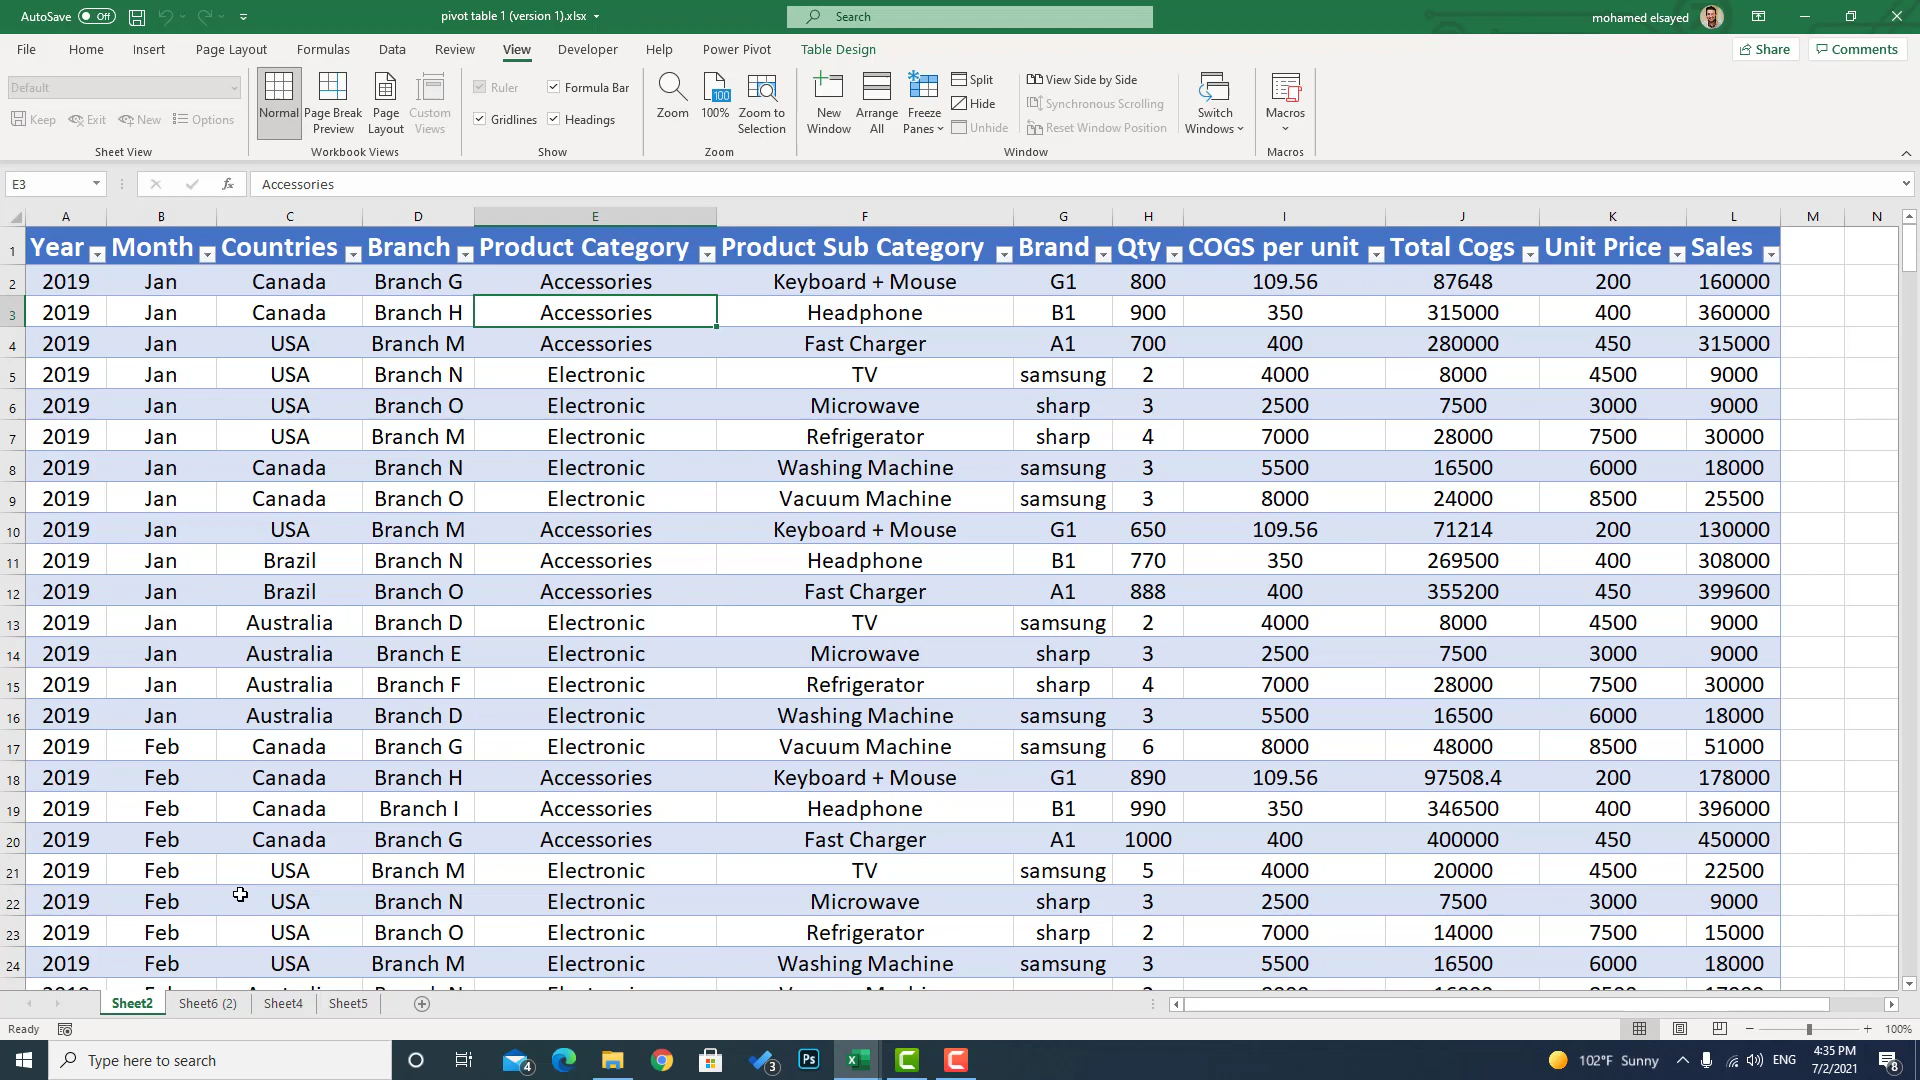 AutoSave Off pivot table 1 (version 1).xlsx Search mohamed elsayed
File Home Insert Page Layout Formulas Data Review View Developer Help Power Pivot Table Design Share Comments
Default
Keep Exit New Options
Sheet View
Normal Page Break Preview Page Layout Custom Views
Workbook Views
Ruler Formula Bar
Gridlines Headings
Show
Zoom 100% Zoom to Selection
Zoom
New Window Arrange All Freeze Panes
Split
Hide
Unhide
View Side by Side
Synchronous Scrolling
Reset Window Position
Switch Windows
Window
Macros
Macros
E3 fx Accessories
A B C D E F G H I J K L M N
1 Year Month Countries Branch Product Category Product Sub Category Brand Qty COGS per unit Total Cogs Unit Price Sales
2 2019 Jan Canada Branch G Accessories Keyboard + Mouse G1 800 109.56 87648 200 160000
3 2019 Jan Canada Branch H Accessories Headphone B1 900 350 315000 400 360000
4 2019 Jan USA Branch M Accessories Fast Charger A1 700 400 280000 450 315000
5 2019 Jan USA Branch N Electronic TV samsung 2 4000 8000 4500 9000
6 2019 Jan USA Branch O Electronic Microwave sharp 3 2500 7500 3000 9000
7 2019 Jan USA Branch M Electronic Refrigerator sharp 4 7000 28000 7500 30000
8 2019 Jan Canada Branch N Electronic Washing Machine samsung 3 5500 16500 6000 18000
9 2019 Jan Canada Branch O Electronic Vacuum Machine samsung 3 8000 24000 8500 25500
10 2019 Jan USA Branch M Accessories Keyboard + Mouse G1 650 109.56 71214 200 130000
11 2019 Jan Brazil Branch N Accessories Headphone B1 770 350 269500 400 308000
12 2019 Jan Brazil Branch O Accessories Fast Charger A1 888 400 355200 450 399600
13 2019 Jan Australia Branch D Electronic TV samsung 2 4000 8000 4500 9000
14 2019 Jan Australia Branch E Electronic Microwave sharp 3 2500 7500 3000 9000
15 2019 Jan Australia Branch F Electronic Refrigerator sharp 4 7000 28000 7500 30000
16 2019 Jan Australia Branch D Electronic Washing Machine samsung 3 5500 16500 6000 18000
17 2019 Feb Canada Branch G Electronic Vacuum Machine samsung 6 8000 48000 8500 51000
18 2019 Feb Canada Branch H Accessories Keyboard + Mouse G1 890 109.56 97508.4 200 178000
19 2019 Feb Canada Branch I Accessories Headphone B1 990 350 346500 400 396000
20 2019 Feb Canada Branch G Accessories Fast Charger A1 1000 400 400000 450 450000
21 2019 Feb USA Branch M Electronic TV samsung 5 4000 20000 4500 22500
22 2019 Feb USA Branch N Electronic Microwave sharp 3 2500 7500 3000 9000
23 2019 Feb USA Branch O Electronic Refrigerator sharp 2 7000 14000 7500 15000
24 2019 Feb USA Branch M Electronic Washing Machine samsung 3 5500 16500 6000 18000
Sheet2 Sheet6 (2) Sheet4 Sheet5
Ready 100%
Type here to search 4 3 Ps 102°F Sunny ENG 4:35 PM 7/2/2021 8